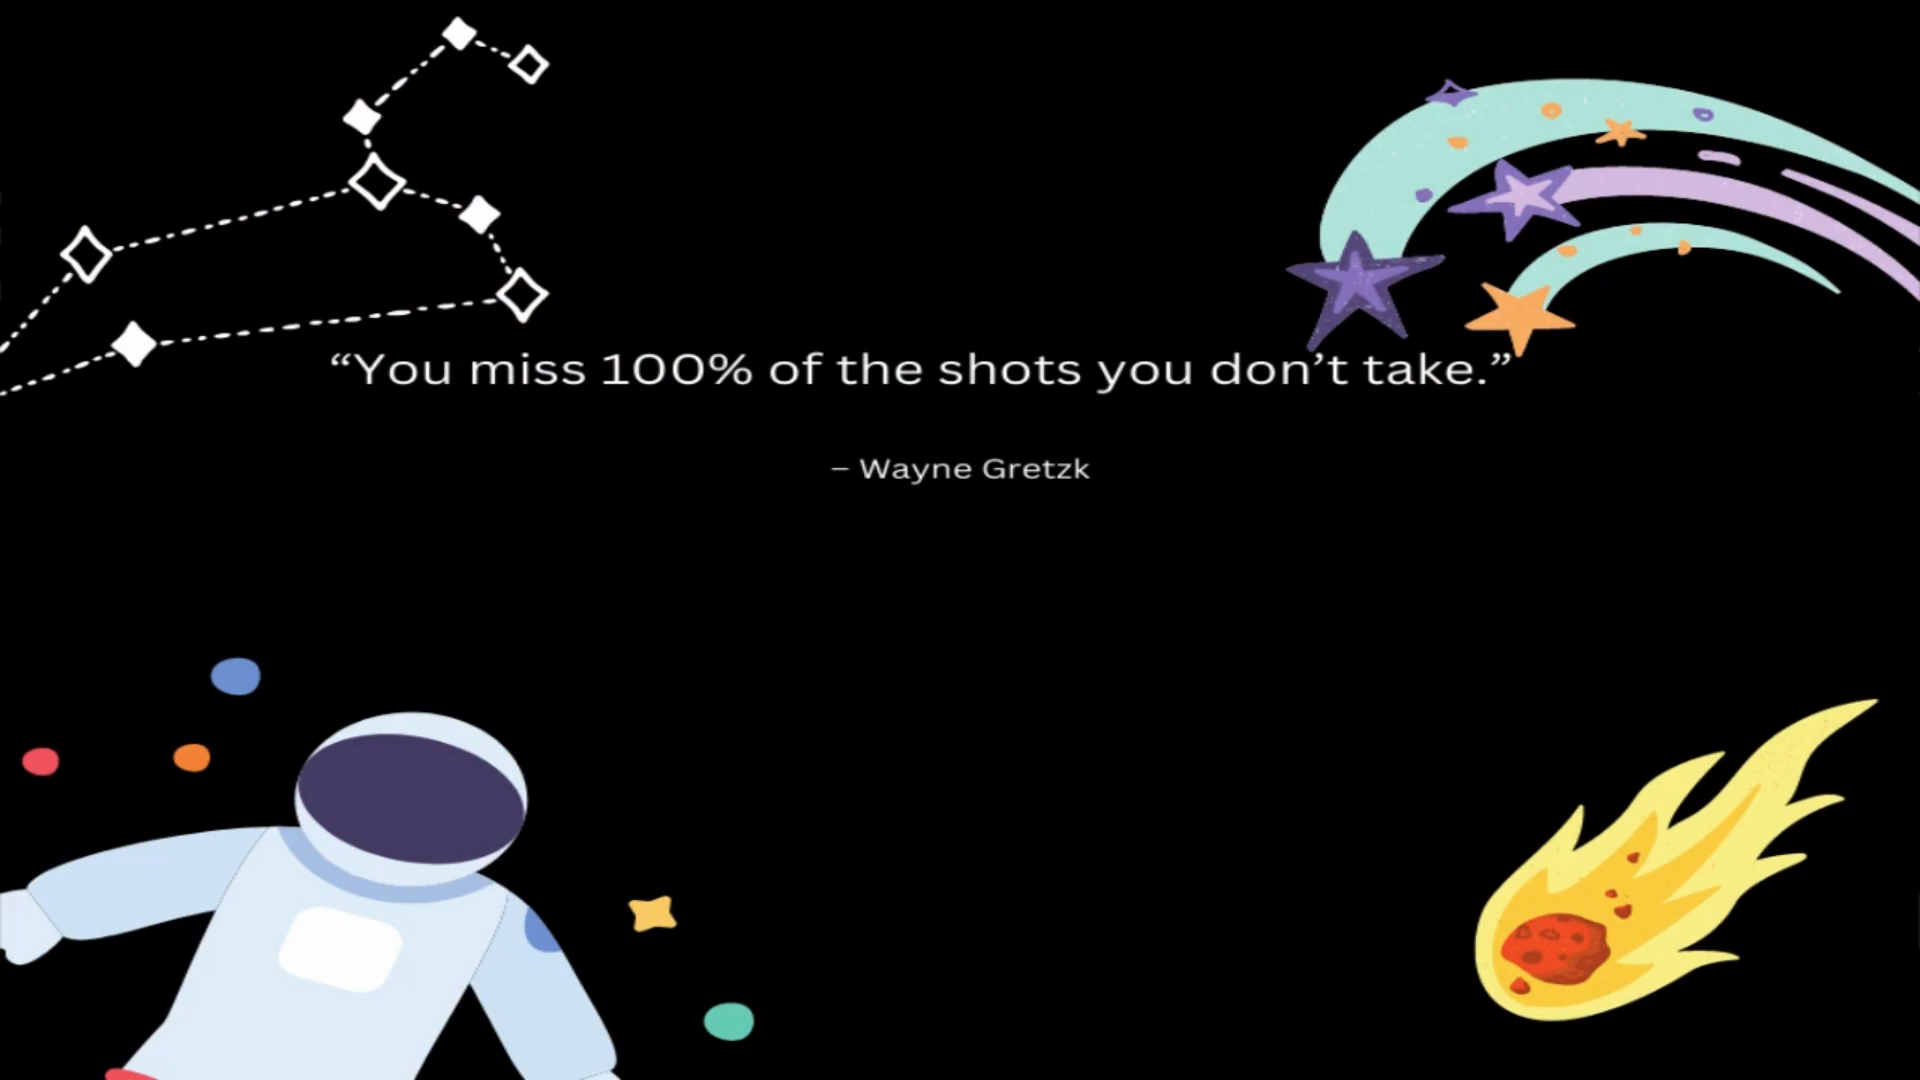 “You miss 100% of the shots you don’t take.”
– Wayne Gretzk